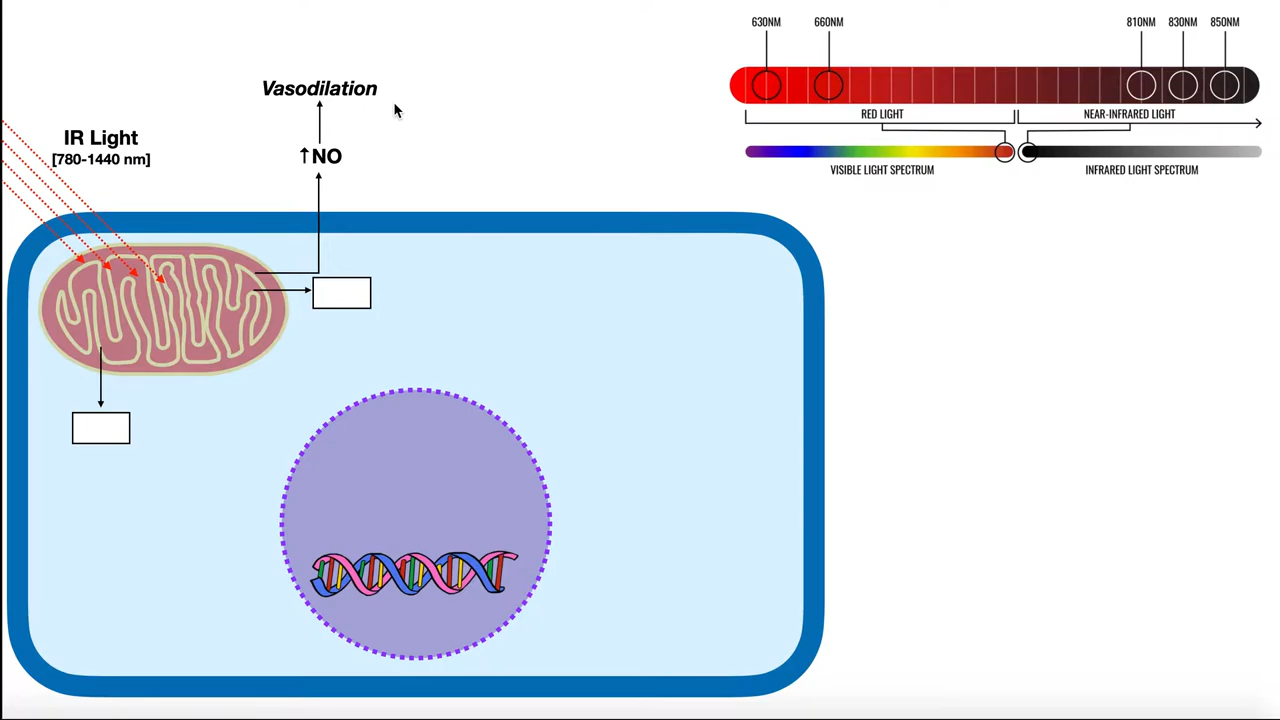 630NM
660NM
810NM
830NM
850NM
Vasodilation
RED LIGHT
NEAR-INFRARED LIGHT
IR Light
[780-1440 nm]
↑NO
VISIBLE LIGHT SPECTRUM
INFRARED LIGHT SPECTRUM